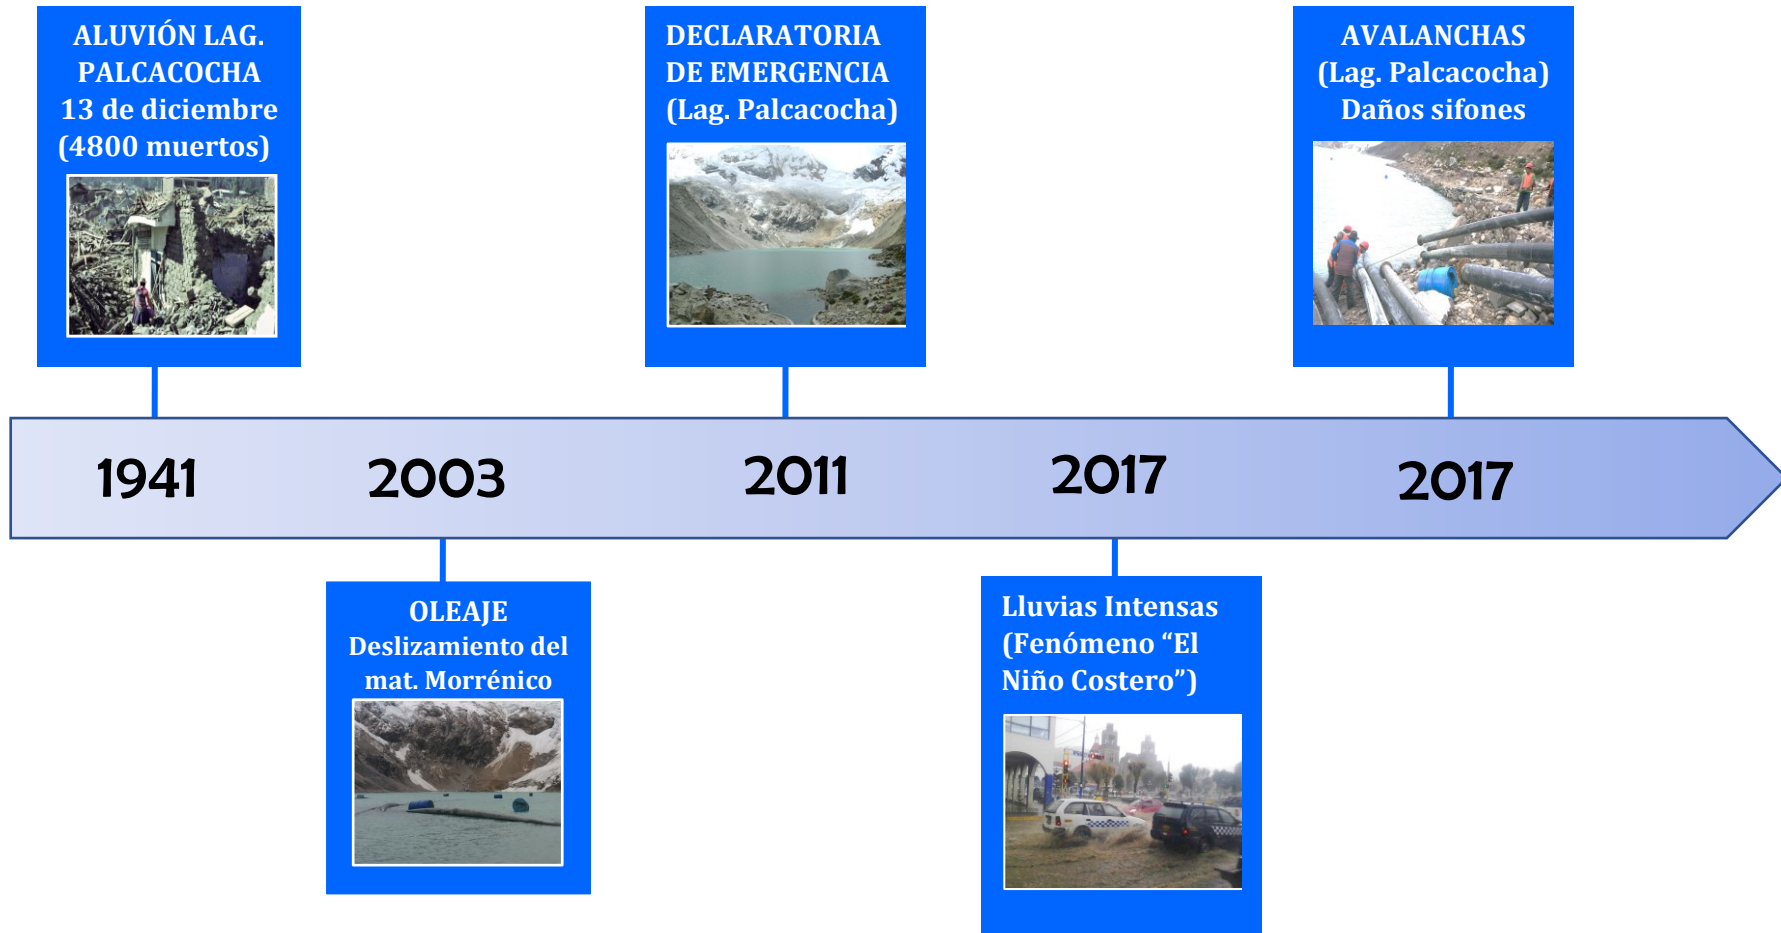 ALUVIÓN LAG.
PALCACOCHA
13 de diciembre
(4800 muertos)
DECLARATORIA
DE EMERGENCIA
(Lag. Palcacocha)
AVALANCHAS
(Lag. Palcacocha)
Daños sifones
1941
2003
2011
2017
2017
OLEAJE
Deslizamiento del
mat. Morrénico
Lluvias Intensas
(Fenómeno “El
Niño Costero”)